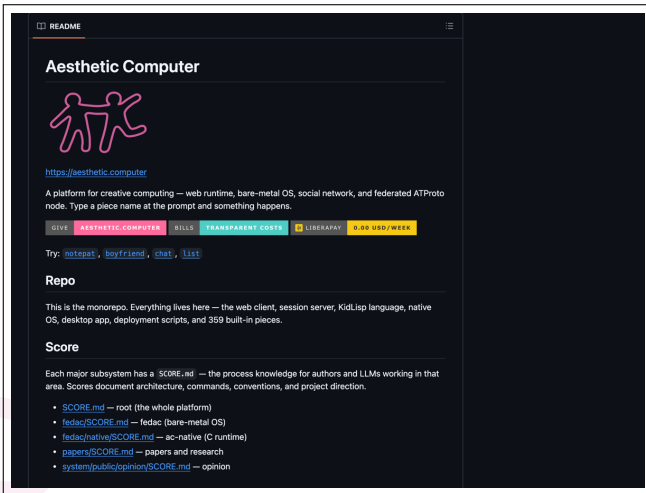 README
Aesthetic Computer
https://aesthetic.computer
A platform for creative computing — web runtime, bare-metal OS, social network, and federated ATProto
node. Type a piece name at the prompt and something happens.
GIVE AESTHETIC.COMPUTER BILLS TRANSPARENT COSTS LIBERAPAY 0.00 USD/WEEK
Try: notepat, boyfriend, chat, list
Repo
This is the monorepo. Everything lives here — the web client, session server, KidLisp language, native
OS, desktop app, deployment scripts, and 359 built-in pieces.
Score
Each major subsystem has a SCORE.md — the process knowledge for authors and LLMs working in that
area. Scores document architecture, commands, conventions, and project direction.
• SCORE.md — root (the whole platform)
• fedac/SCORE.md — fedac (bare-metal OS)
• fedac/native/SCORE.md — ac-native (C runtime)
• papers/SCORE.md — papers and research
• system/public/opinion/SCORE.md — opinion